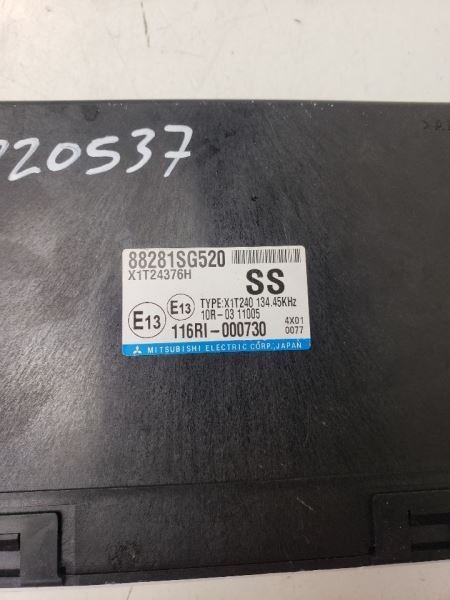 220537
88281SG520
X1T24376H
SS
E13
E13
TYPE:X1T240 134.45KHz
10R-03 11005
116RI-000730
4X01
0077
MITSUBISHI ELECTRIC CORP., JAPAN